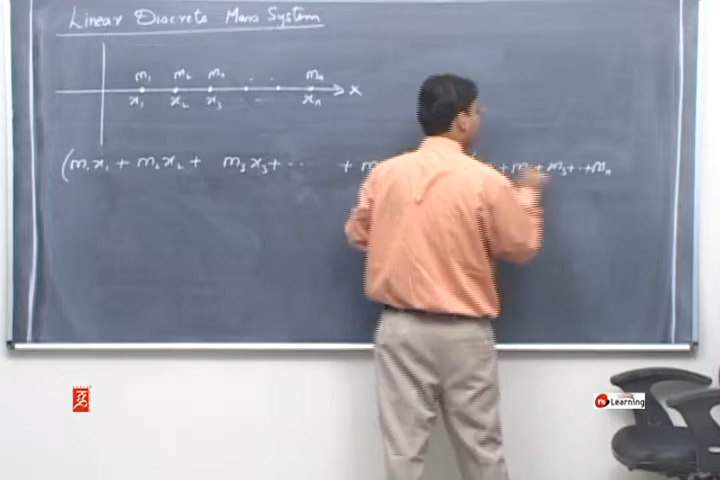 Linear Discrete Mass System
m₁ m₂ m₃ . . mₙ
x₁ x₂ x₃ - - xₙ x
(m₁x₁ + m₂x₂ + m₃x₃ + ... + m + m + m₃ + .. + mₙ
Learning